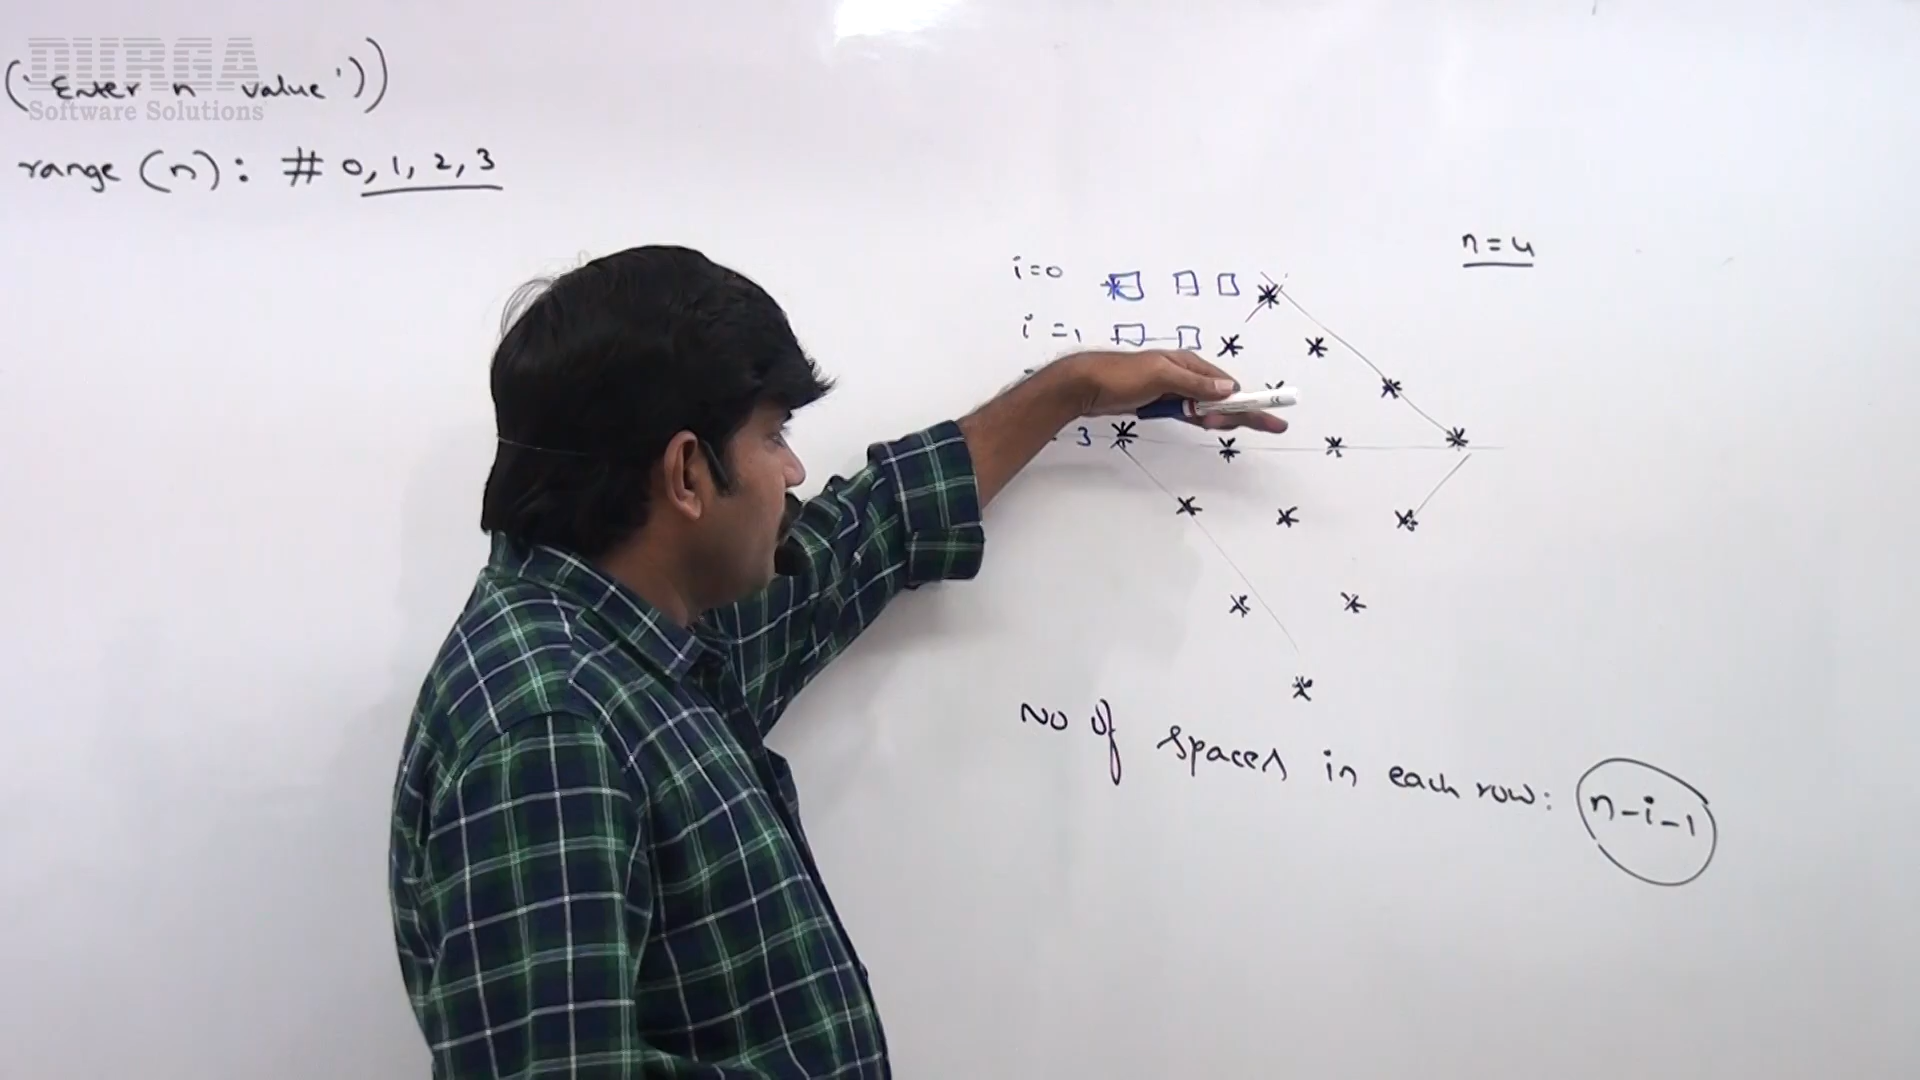 DURGA
Software Solutions
('Enter n value'))
range (n): # 0, 1, 2, 3
n = 4
i = 0
i = 1
3
No of spaces in each row: n-i-1